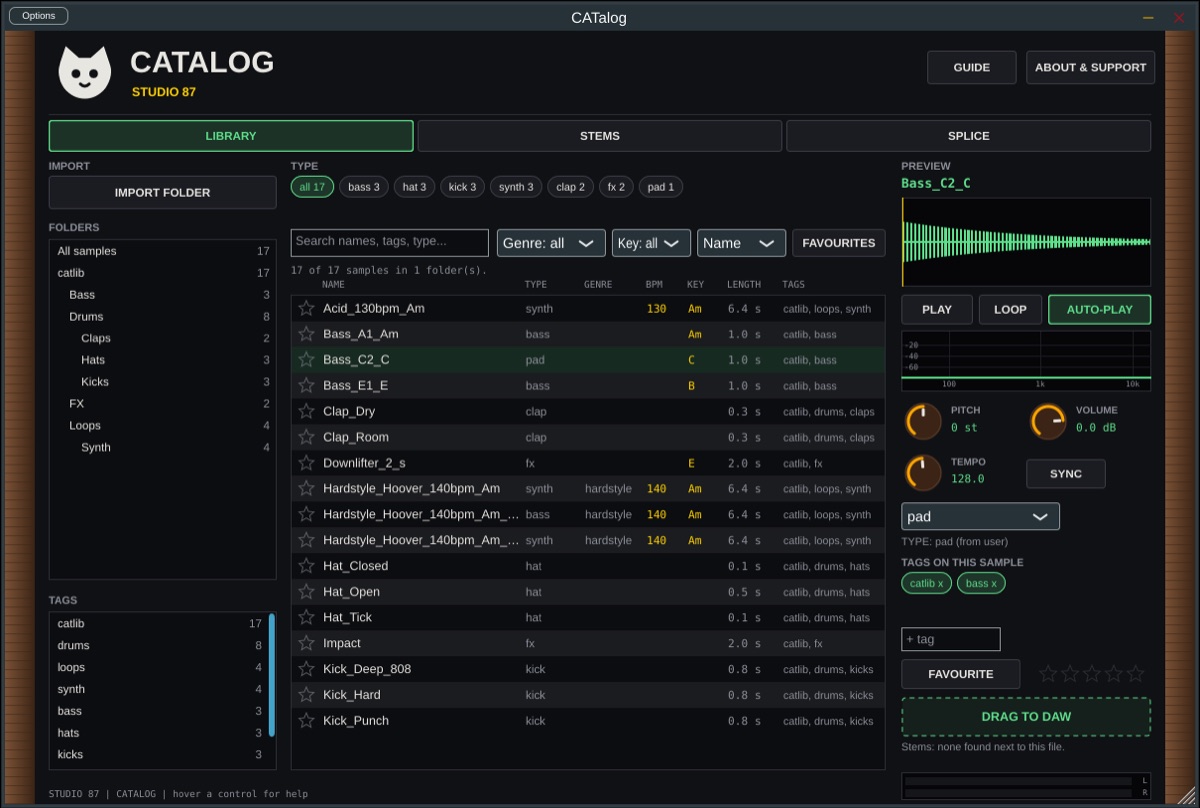 Options
CATalog
CATALOG
STUDIO 87
GUIDE
ABOUT & SUPPORT
LIBRARY
STEMS
SPLICE
IMPORT
IMPORT FOLDER
FOLDERS
All samples 17
catlib 17
Bass 3
Drums 8
Claps 2
Hats 3
Kicks 3
FX 2
Loops 4
Synth 4
TAGS
catlib 17
drums 8
loops 4
synth 4
bass 3
hats 3
kicks 3
TYPE
all 17
bass 3
hat 3
kick 3
synth 3
clap 2
fx 2
pad 1
Search names, tags, type...
Genre: all
Key: all
Name
FAVOURITES
17 of 17 samples in 1 folder(s).
NAME TYPE GENRE BPM KEY LENGTH TAGS
Acid_130bpm_Am synth 130 Am 6.4 s catlib, loops, synth
Bass_A1_Am bass Am 1.0 s catlib, bass
Bass_C2_C pad C 1.0 s catlib, bass
Bass_E1_E bass B 1.0 s catlib, bass
Clap_Dry clap 0.3 s catlib, drums, claps
Clap_Room clap 0.3 s catlib, drums, claps
Downlifter_2_s fx E 2.0 s catlib, fx
Hardstyle_Hoover_140bpm_Am synth hardstyle 140 Am 6.4 s catlib, loops, synth
Hardstyle_Hoover_140bpm_Am_... bass hardstyle 140 Am 6.4 s catlib, loops, synth
Hardstyle_Hoover_140bpm_Am_... synth hardstyle 140 Am 6.4 s catlib, loops, synth
Hat_Closed hat 0.1 s catlib, drums, hats
Hat_Open hat 0.5 s catlib, drums, hats
Hat_Tick hat 0.1 s catlib, drums, hats
Impact fx 2.0 s catlib, fx
Kick_Deep_808 kick 0.8 s catlib, drums, kicks
Kick_Hard kick 0.8 s catlib, drums, kicks
Kick_Punch kick 0.8 s catlib, drums, kicks
PREVIEW
Bass_C2_C
PLAY
LOOP
AUTO-PLAY
-20
-40
-60
100 1k 10k
PITCH
0 st
VOLUME
0.0 dB
TEMPO
128.0
SYNC
pad
TYPE: pad (from user)
TAGS ON THIS SAMPLE
catlib x
bass x
+ tag
FAVOURITE
DRAG TO DAW
Stems: none found next to this file.
L
R
STUDIO 87 | CATALOG | hover a control for help